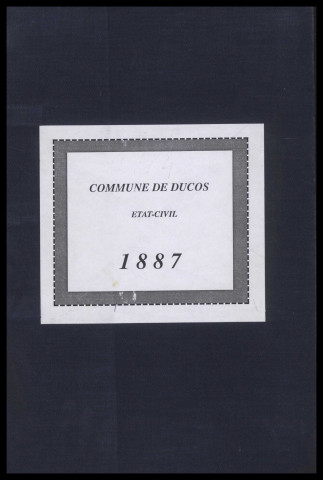 COMMUNE DE DUCOS
ETAT-CIVIL
1887